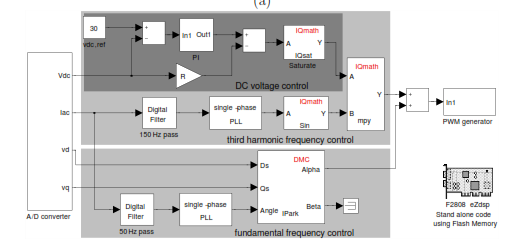 (a)
30
vdc_ref
In1 Out1
PI
IQmath
A Y
IQsat
Saturate
R
Vdc
DC voltage control
IQmath
A
Y
B
mpy
Iac
Digital
Filter
150 Hz pass
single -phase
PLL
IQmath
A Y
Sin
third harmonic frequency control
In1
PWM generator
vd
vq
A/D converter
DMC
Ds
Alpha
Qs
Beta
Angle IPark
Digital
Filter
50 Hz pass
single -phase
PLL
fundamental frequency control
F2808 eZdsp
Stand alone code
using Flash Memory